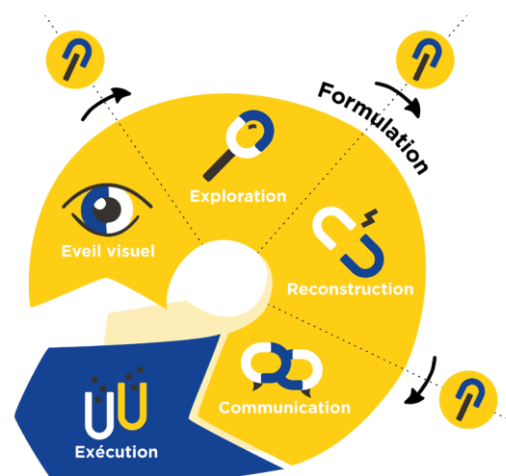 Formulation
Exploration
Eveil visuel
Reconstruction
Communication
Exécution